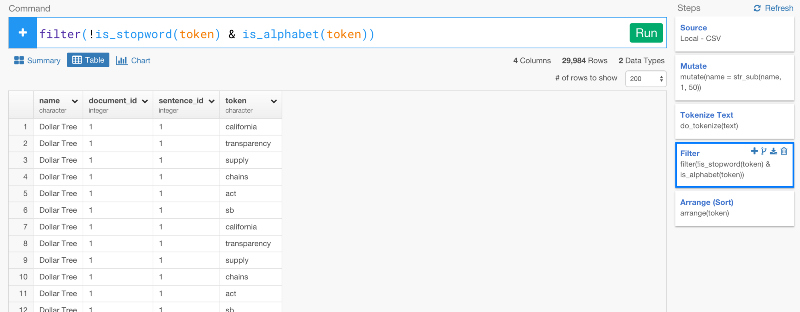 Command
+ filter(!is_stopword(token) & is_alphabet(token)) Run
Summary Table Chart
4 Columns 29,984 Rows 2 Data Types
# of rows to show 200
name document_id sentence_id token
character integer integer character
1 Dollar Tree 1 1 california
2 Dollar Tree 1 1 transparency
3 Dollar Tree 1 1 supply
4 Dollar Tree 1 1 chains
5 Dollar Tree 1 1 act
6 Dollar Tree 1 1 sb
7 Dollar Tree 1 1 california
8 Dollar Tree 1 1 transparency
9 Dollar Tree 1 1 supply
10 Dollar Tree 1 1 chains
11 Dollar Tree 1 1 act
12 Dollar Tree 1 1 sb
Steps Refresh
Source
Local - CSV
Mutate
mutate(name = str_sub(name,
1, 50))
Tokenize Text
do_tokenize(text)
Filter
filter(!is_stopword(token) &
is_alphabet(token))
Arrange (Sort)
arrange(token)